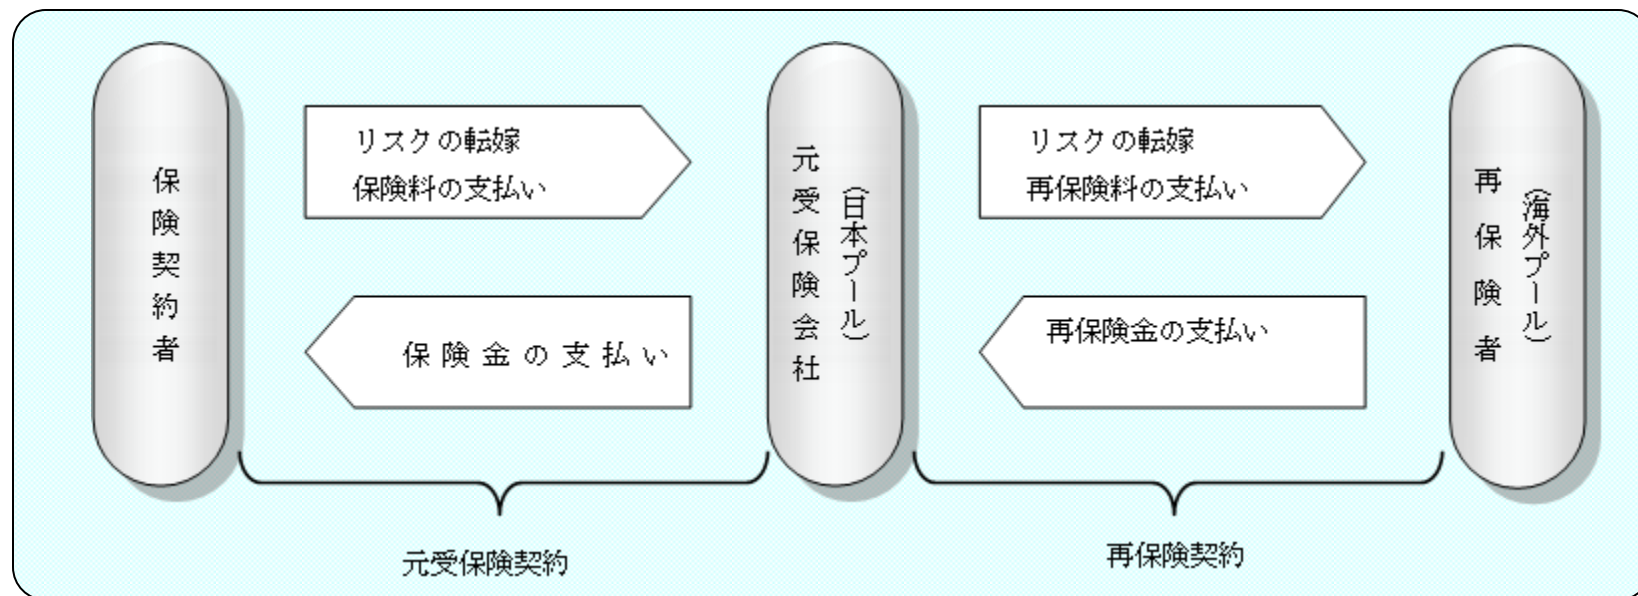 保険契約者
リスクの転嫁
保険料の支払い
保険金の支払い
元受保険契約
元受保険会社
（日本プール）
リスクの転嫁
再保険料の支払い
再保険金の支払い
再保険契約
再保険者
（海外プール）